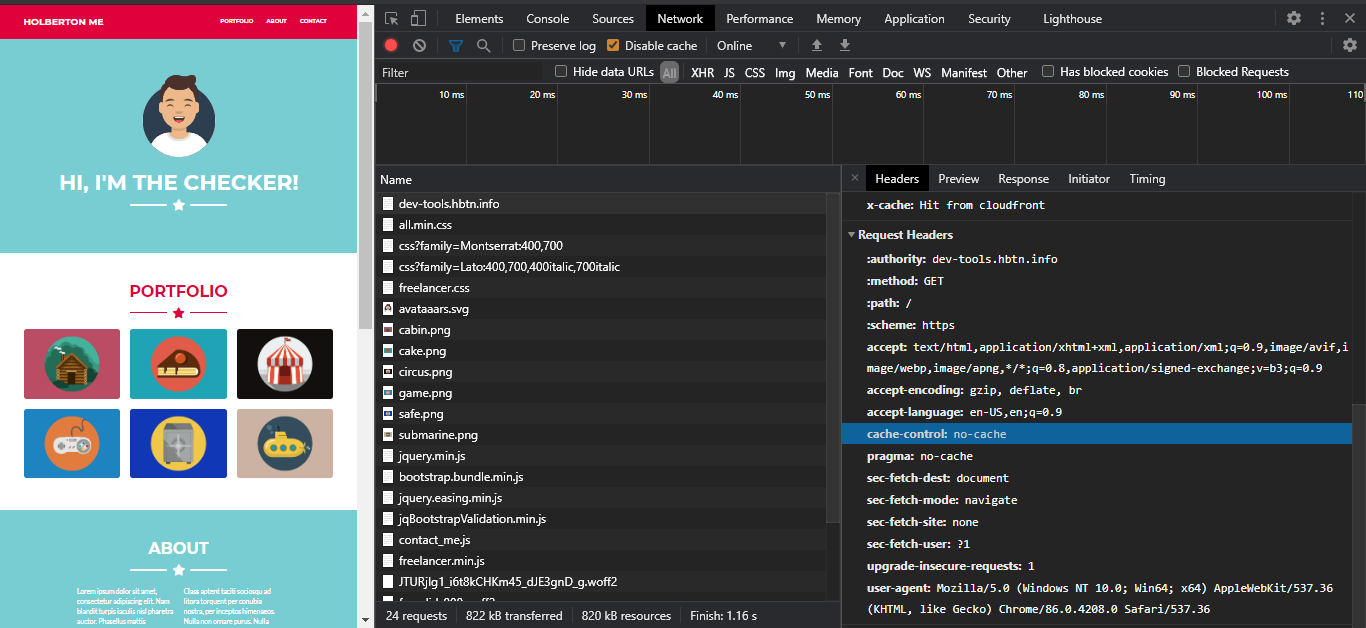 HOLBERTON ME
PORTFOLIO ABOUT CONTACT
HI, I'M THE CHECKER!
PORTFOLIO
ABOUT
Lorem ipsum dolor sit amet,
consectetur adipiscing elit. Nam
blandit turpis iaculis nisl pharetra
auctor. Phasellus mattis
Class aptent taciti sociosqu ad
litora torquent per conubia
nostra, per inceptos himenaeos.
Nulla non ornare purus. Nulla
Elements Console Sources Network Performance Memory Application Security Lighthouse
Preserve log Disable cache Online
Filter Hide data URLs All XHR JS CSS Img Media Font Doc WS Manifest Other Has blocked cookies Blocked Requests
10 ms 20 ms 30 ms 40 ms 50 ms 60 ms 70 ms 80 ms 90 ms 100 ms 110
Name
dev-tools.hbtn.info
all.min.css
css?family=Montserrat:400,700
css?family=Lato:400,700,400italic,700italic
freelancer.css
avataaars.svg
cabin.png
cake.png
circus.png
game.png
safe.png
submarine.png
jquery.min.js
bootstrap.bundle.min.js
jquery.easing.min.js
jqBootstrapValidation.min.js
contact_me.js
freelancer.min.js
JTURjIg1_i6t8kCHKm45_dJE3gnD_g.woff2
24 requests 822 kB transferred 820 kB resources Finish: 1.16 s
Headers Preview Response Initiator Timing
x-cache: Hit from cloudfront
Request Headers
:authority: dev-tools.hbtn.info
:method: GET
:path: /
:scheme: https
accept: text/html,application/xhtml+xml,application/xml;q=0.9,image/avif,i
mage/webp,image/apng,*/*;q=0.8,application/signed-exchange;v=b3;q=0.9
accept-encoding: gzip, deflate, br
accept-language: en-US,en;q=0.9
cache-control: no-cache
pragma: no-cache
sec-fetch-dest: document
sec-fetch-mode: navigate
sec-fetch-site: none
sec-fetch-user: ?1
upgrade-insecure-requests: 1
user-agent: Mozilla/5.0 (Windows NT 10.0; Win64; x64) AppleWebKit/537.36
(KHTML, like Gecko) Chrome/86.0.4208.0 Safari/537.36